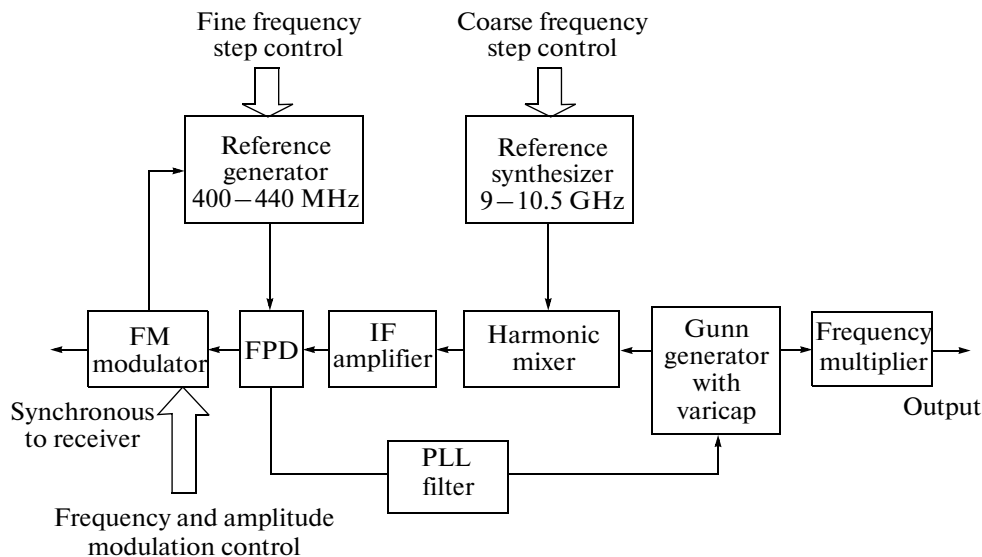 Fine frequency
step control
Coarse frequency
step control
Reference
generator
400–440 MHz
Reference
synthesizer
9–10.5 GHz
FM
modulator
FPD
IF
amplifier
Harmonic
mixer
Gunn
generator
with
varicap
Frequency
multiplier
Output
Synchronous
to receiver
PLL
filter
Frequency and amplitude
modulation control